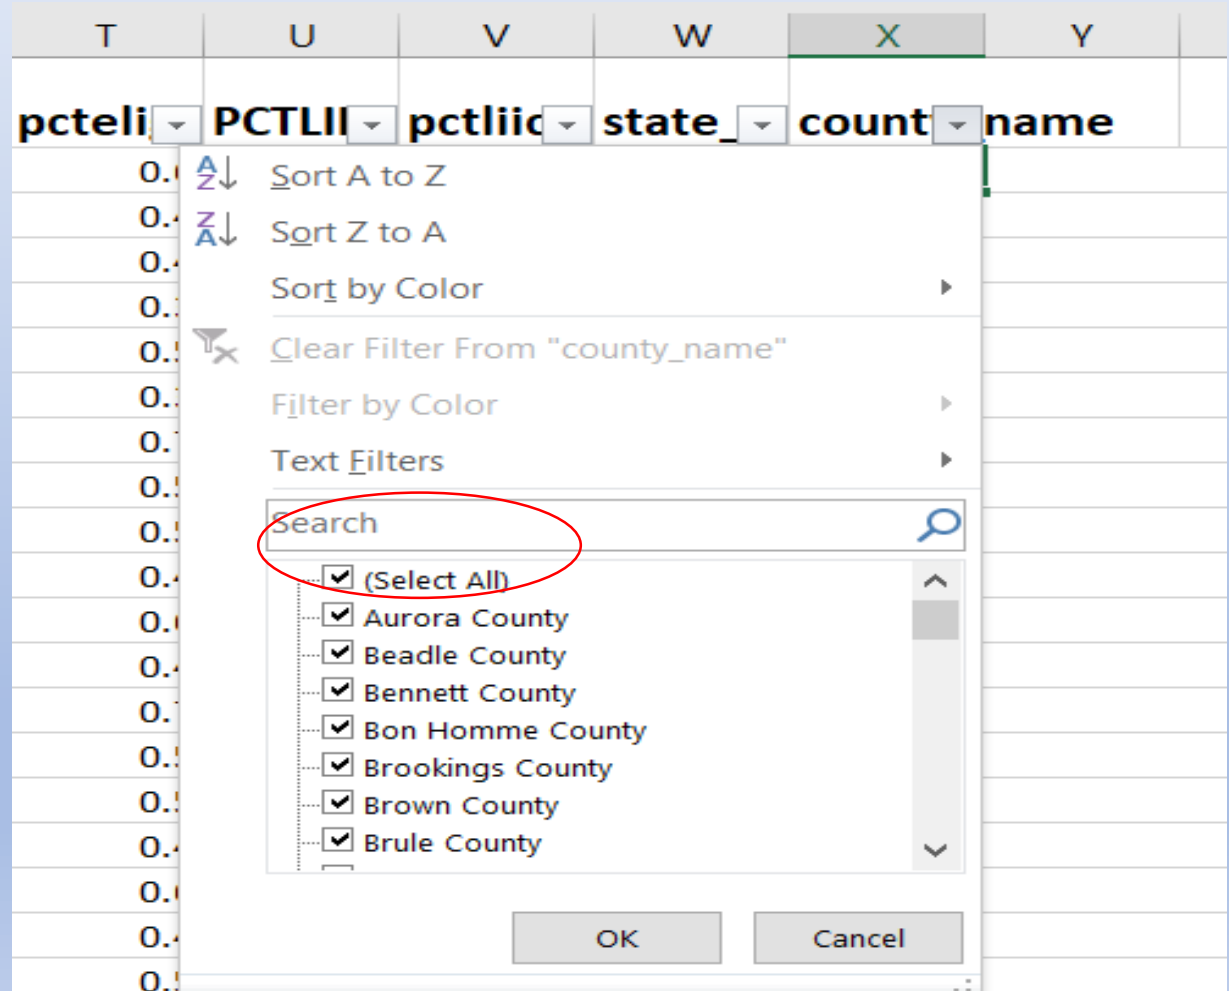 T U V W X Y
pcteli PCTLII pctliic state_ count name
Sort A to Z
Sort Z to A
Sort by Color
Clear Filter From "county_name"
Filter by Color
Text Filters
Search
(Select All)
Aurora County
Beadle County
Bennett County
Bon Homme County
Brookings County
Brown County
Brule County
OK Cancel